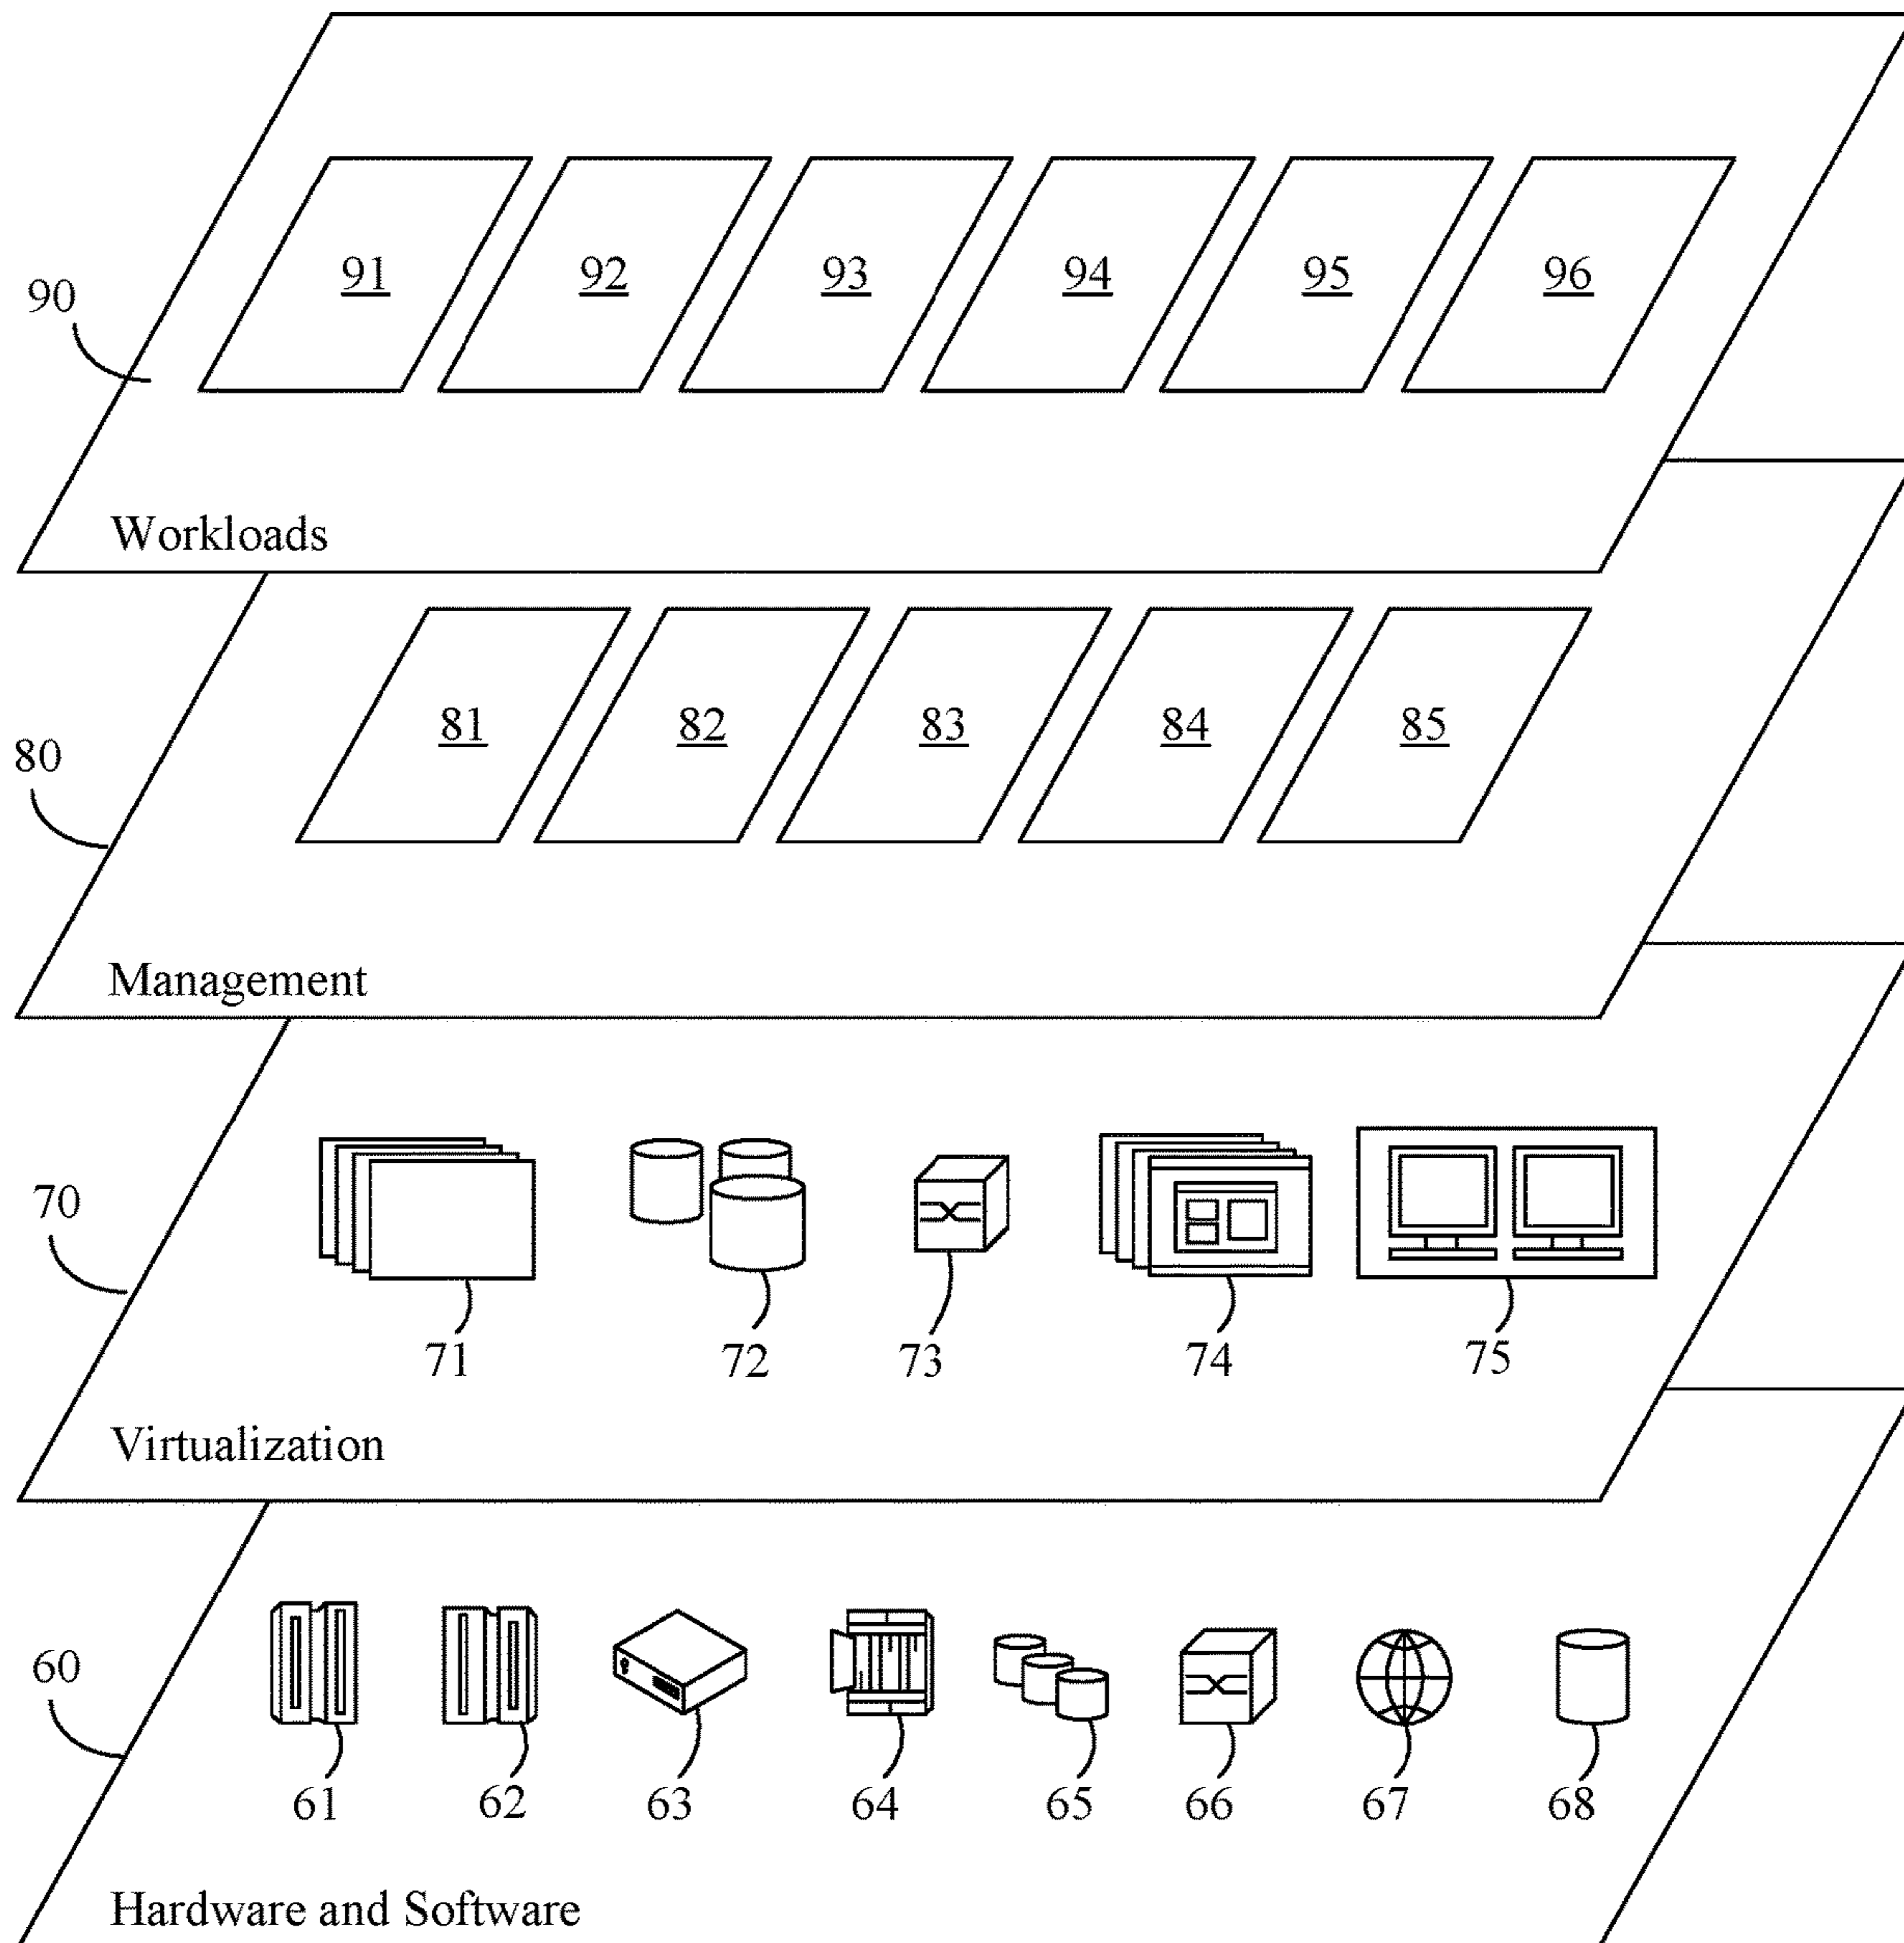 91 92 93 94 95 96
90
Workloads
81 82 83 84 85
80
Management
70
71 72 73 74 75
Virtualization
60
61 62 63 64 65 66 67 68
Hardware and Software